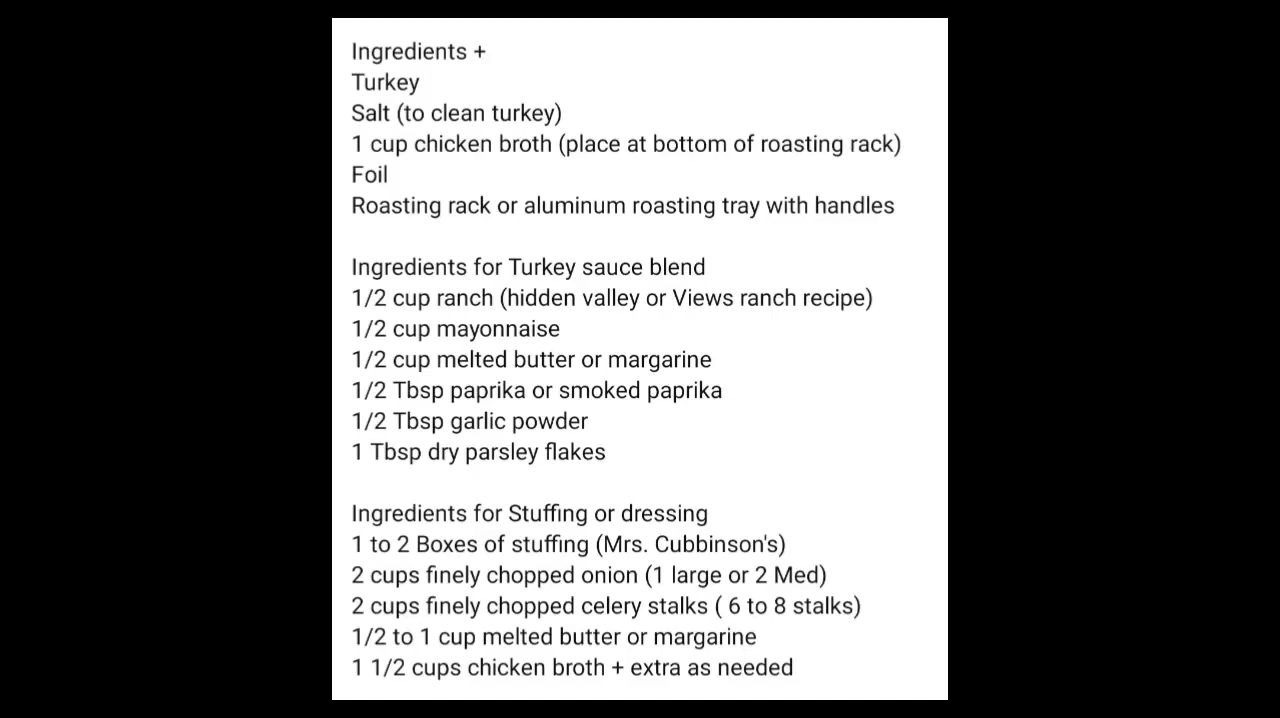 Ingredients +
Turkey
Salt (to clean turkey)
1 cup chicken broth (place at bottom of roasting rack)
Foil
Roasting rack or aluminum roasting tray with handles
Ingredients for Turkey sauce blend
1/2 cup ranch (hidden valley or Views ranch recipe)
1/2 cup mayonnaise
1/2 cup melted butter or margarine
1/2 Tbsp paprika or smoked paprika
1/2 Tbsp garlic powder
1 Tbsp dry parsley flakes
Ingredients for Stuffing or dressing
1 to 2 Boxes of stuffing (Mrs. Cubbinson's)
2 cups finely chopped onion (1 large or 2 Med)
2 cups finely chopped celery stalks ( 6 to 8 stalks)
1/2 to 1 cup melted butter or margarine
1 1/2 cups chicken broth + extra as needed